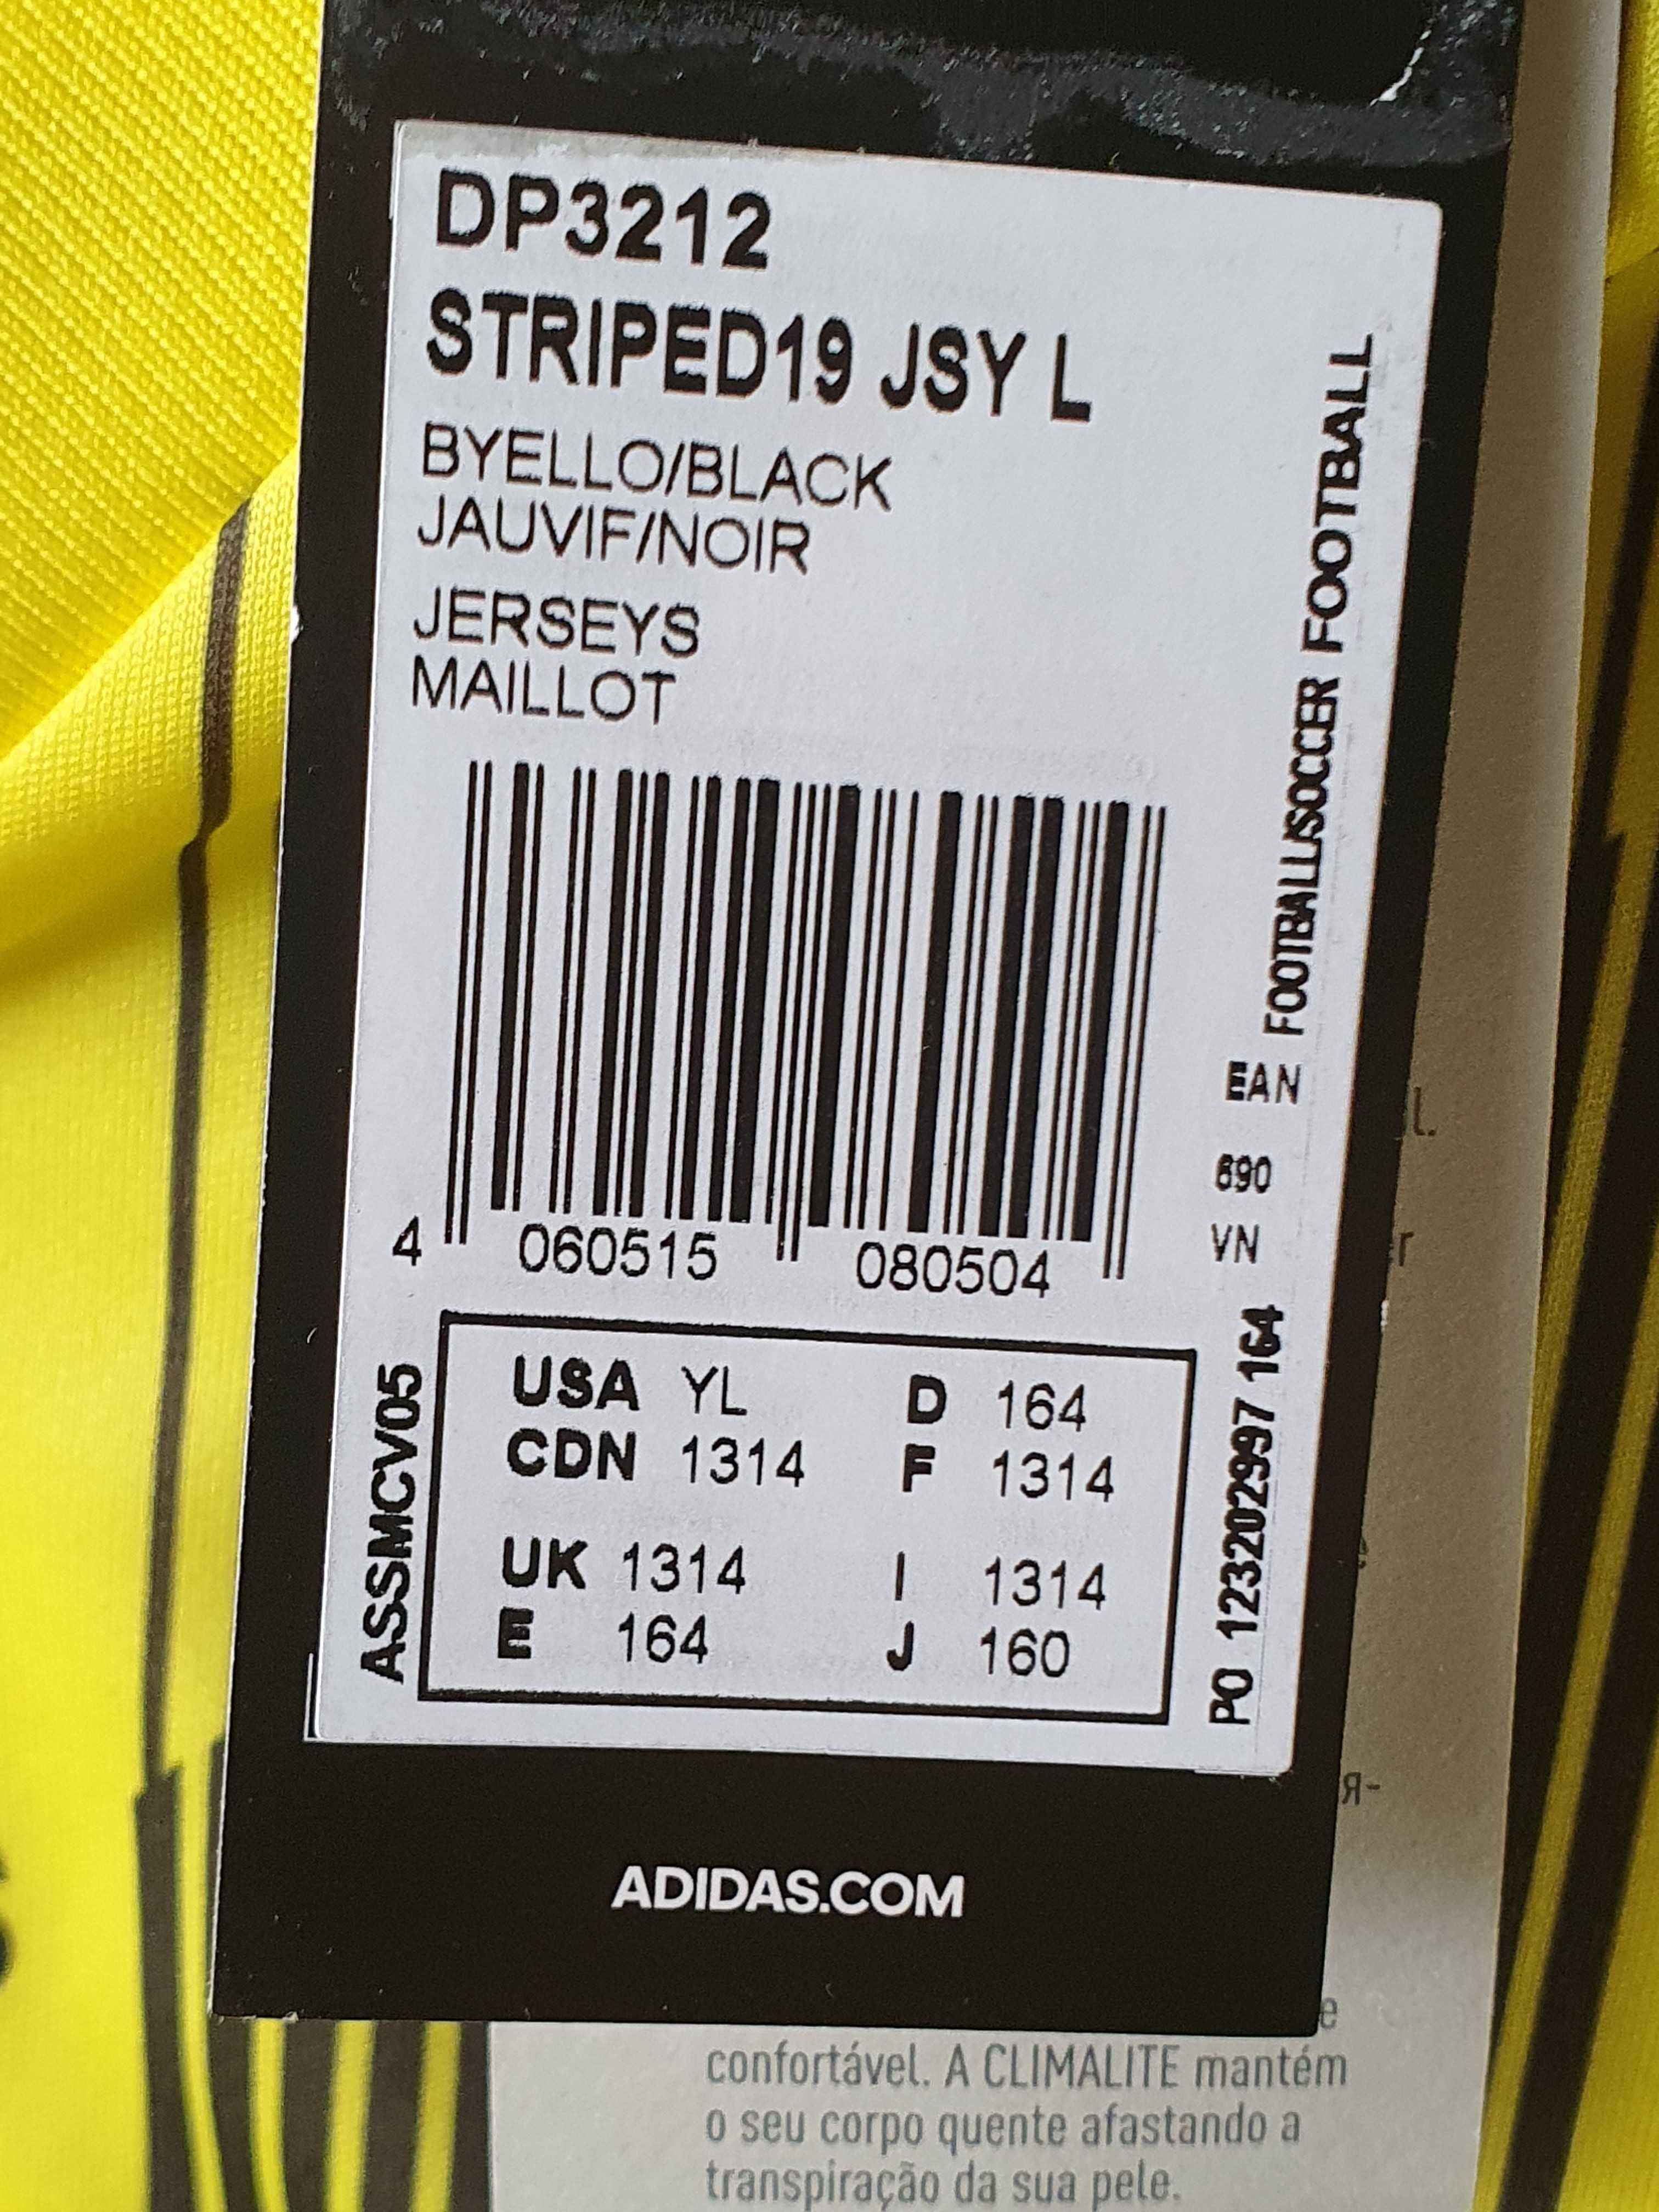 DP3212
STRIPED19 JSY L
BYELLO/BLACK
JAUVIF/NOIR
JERSEYS
MAILLOT
FOOTBALL/SOCCER FOOTBALL
EAN
690
VN
4 060515 080504
ASSMCV05
USA YL D 164
CDN 1314 F 1314
UK 1314 I 1314
E 164 J 160
PO 123202997 164
ADIDAS.COM
l.
r
Я-
e
confortável. A CLIMALITE mantém
o seu corpo quente afastando a
transpiração da sua pele.